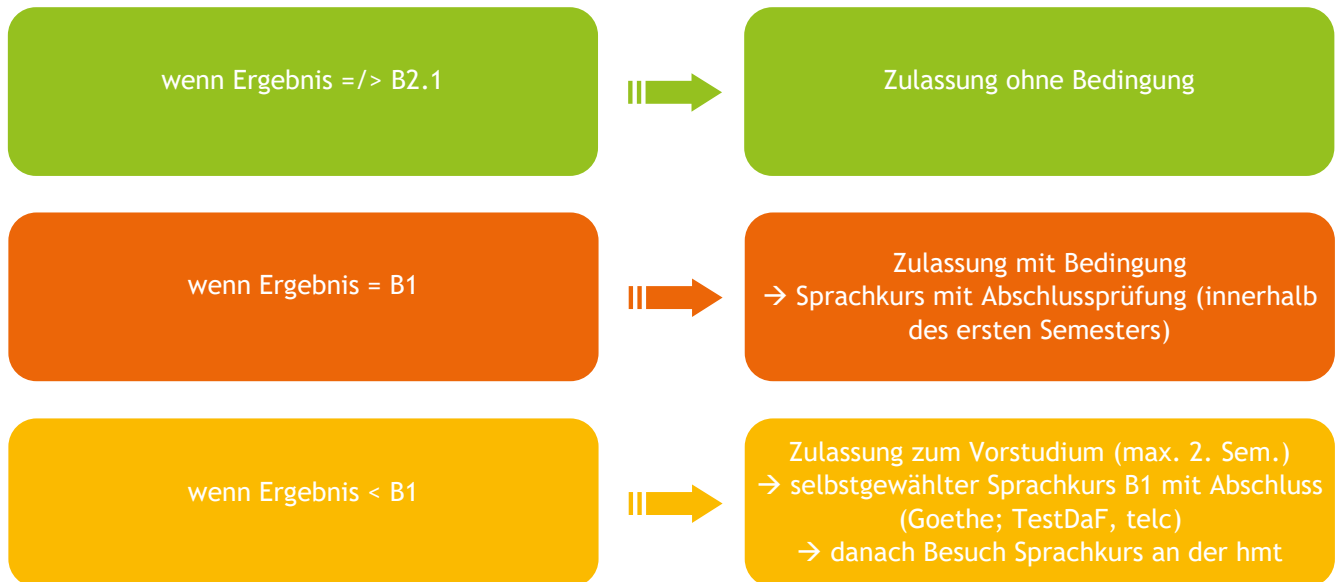 wenn Ergebnis =/> B2.1
Zulassung ohne Bedingung
wenn Ergebnis = B1
Zulassung mit Bedingung
→ Sprachkurs mit Abschlussprüfung (innerhalb
des ersten Semesters)
wenn Ergebnis < B1
Zulassung zum Vorstudium (max. 2. Sem.)
→ selbstgewählter Sprachkurs B1 mit Abschluss
(Goethe; TestDaF, telc)
→ danach Besuch Sprachkurs an der hmt